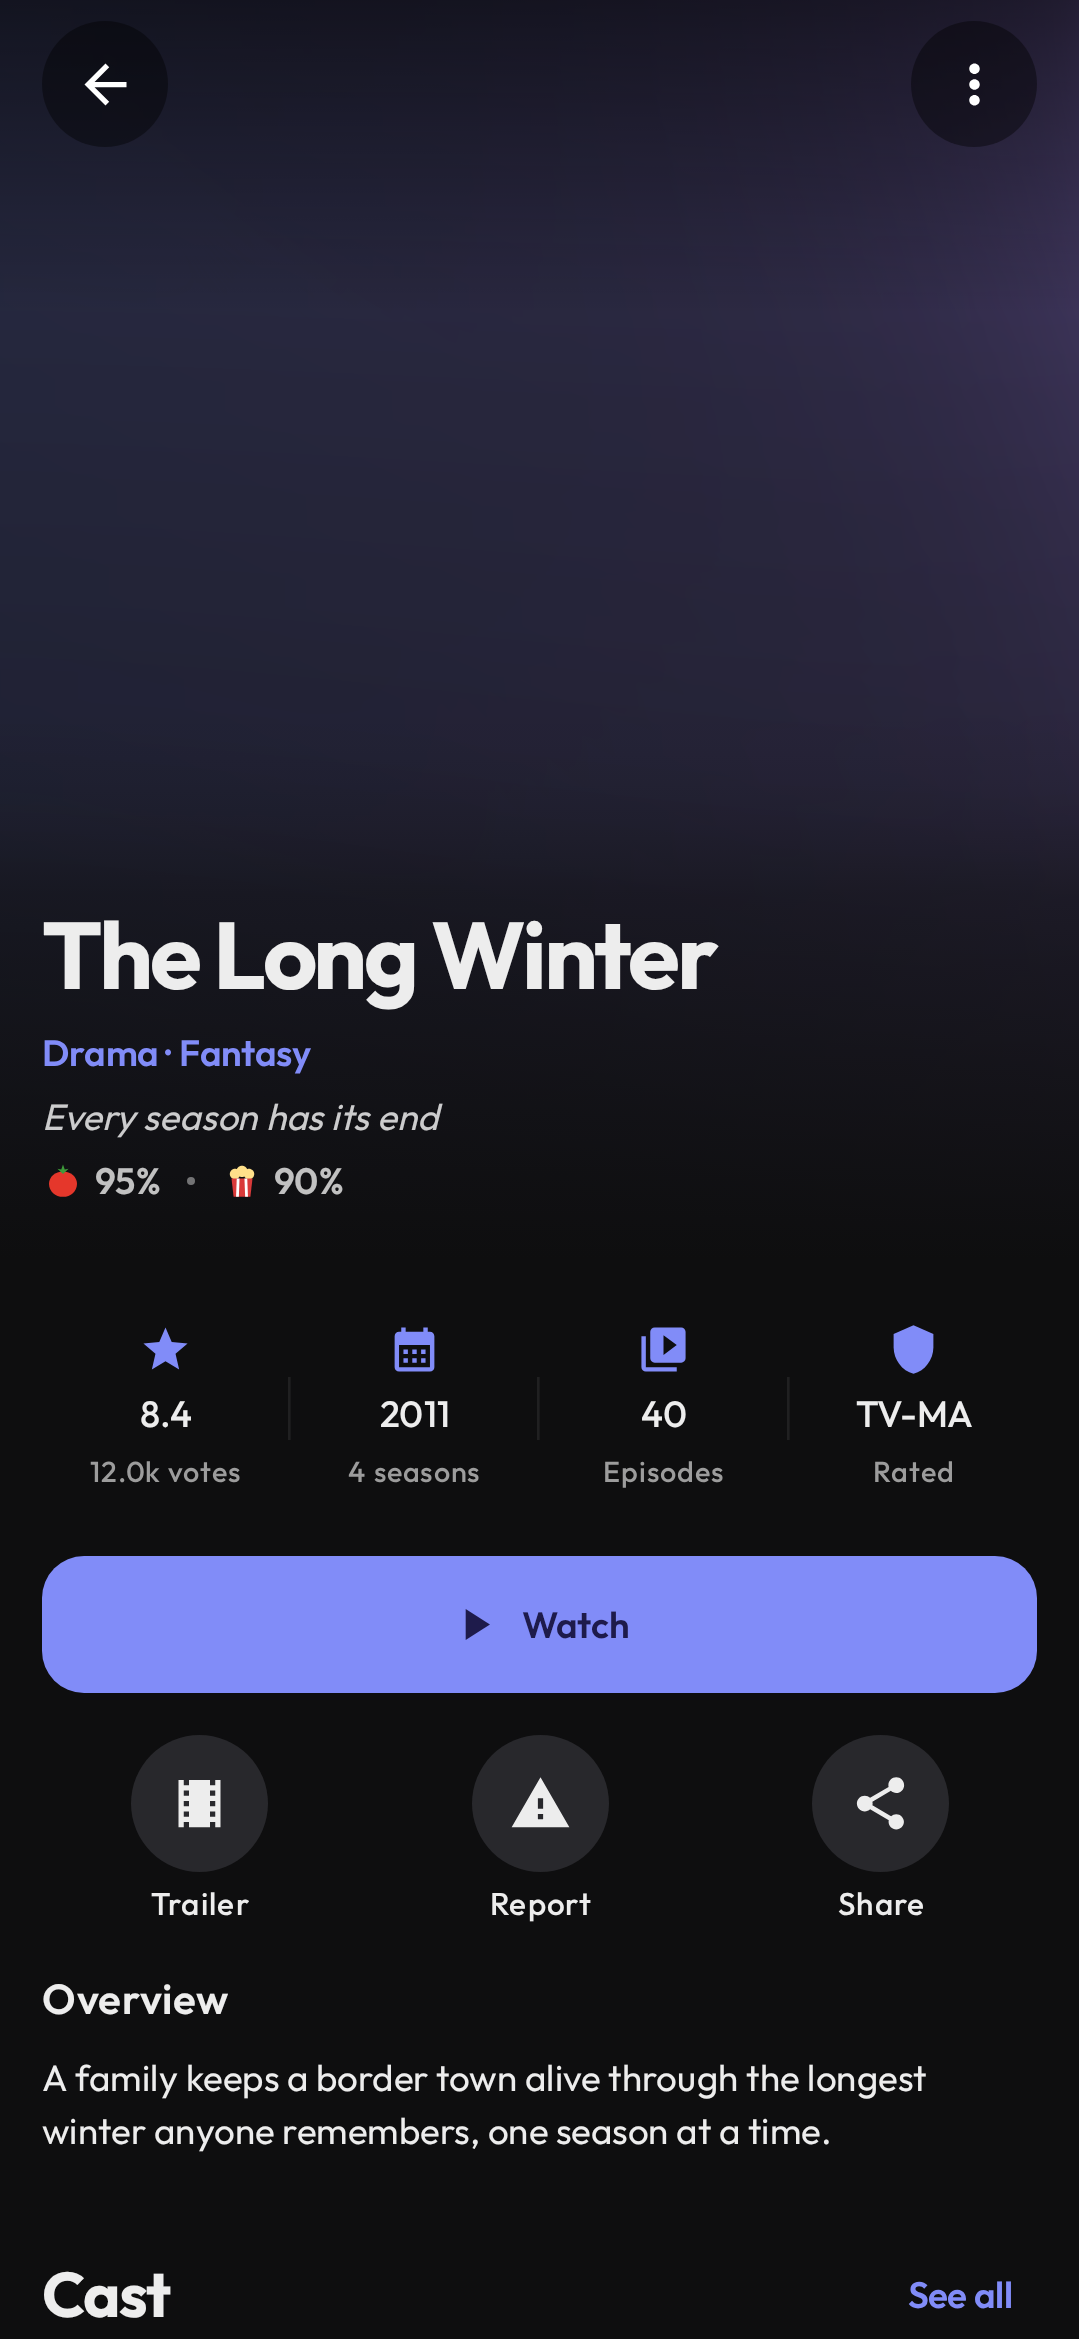 The Long Winter
Drama · Fantasy
Every season has its end
95% • 90%
8.4 2011 40 TV-MA
12.0k votes 4 seasons Episodes Rated
Watch
Trailer Report Share
Overview
A family keeps a border town alive through the longest
winter anyone remembers, one season at a time.
Cast See all